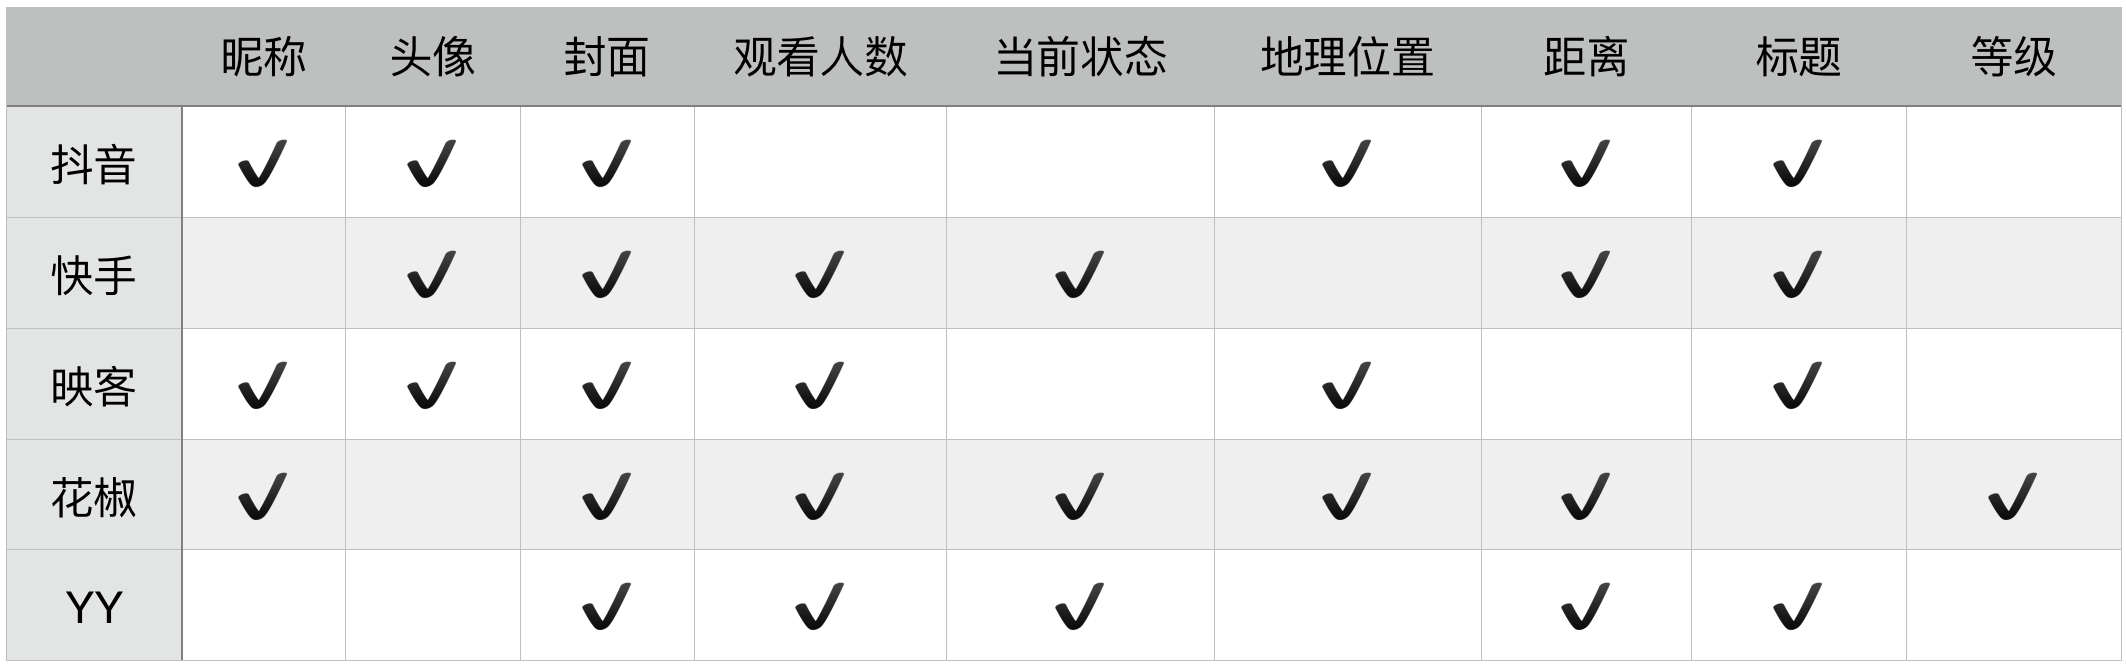 昵称 头像 封面 观看人数 当前状态 地理位置 距离 标题 等级
抖音 ✔ ✔ ✔ ✔ ✔ ✔
快手 ✔ ✔ ✔ ✔ ✔ ✔
映客 ✔ ✔ ✔ ✔ ✔ ✔
花椒 ✔ ✔ ✔ ✔ ✔ ✔ ✔
YY ✔ ✔ ✔ ✔ ✔